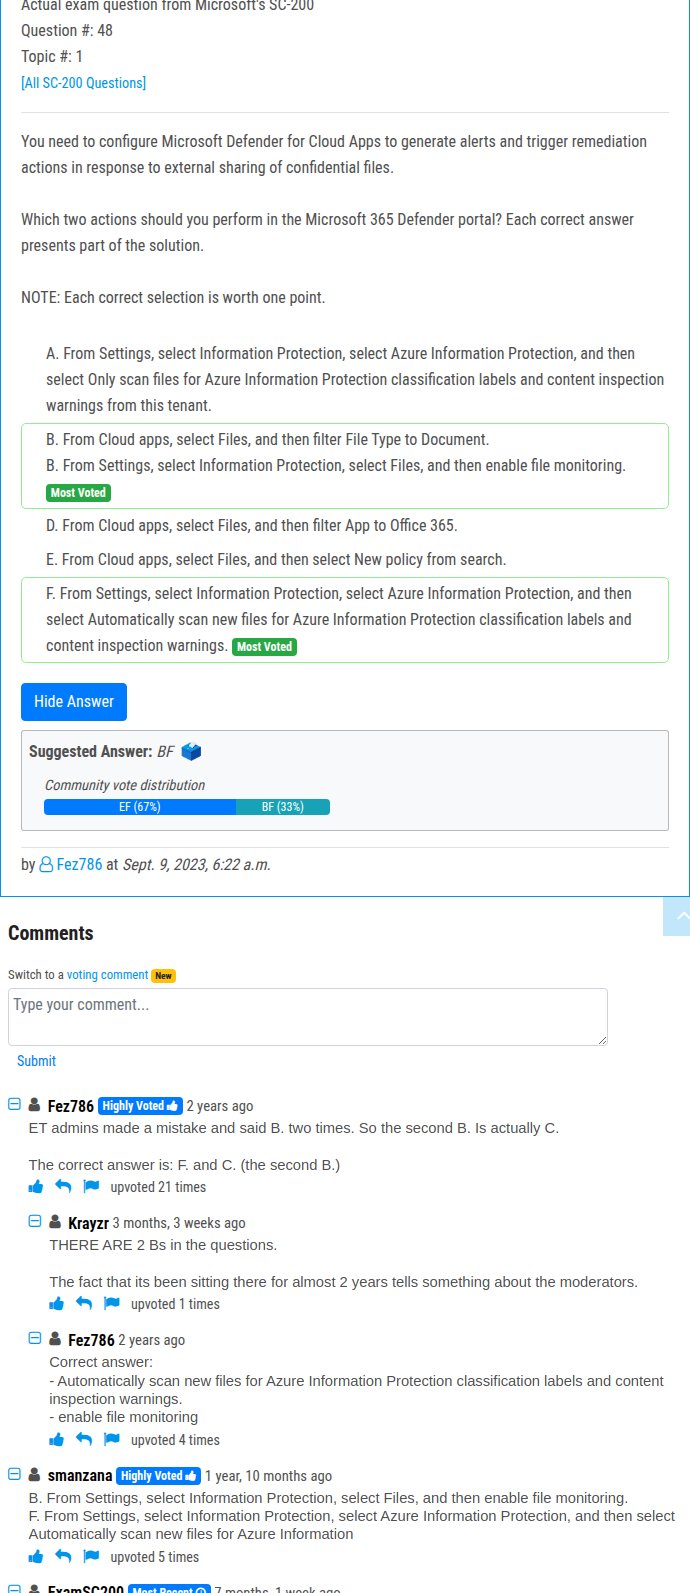 Actual exam question from Microsoft's SC-200
Question #: 48
Topic #: 1
[All SC-200 Questions]
You need to configure Microsoft Defender for Cloud Apps to generate alerts and trigger remediation
actions in response to external sharing of confidential files.
Which two actions should you perform in the Microsoft 365 Defender portal? Each correct answer
presents part of the solution.
NOTE: Each correct selection is worth one point.
A. From Settings, select Information Protection, select Azure Information Protection, and then
select Only scan files for Azure Information Protection classification labels and content inspection
warnings from this tenant.
B. From Cloud apps, select Files, and then filter File Type to Document.
B. From Settings, select Information Protection, select Files, and then enable file monitoring.
Most Voted
D. From Cloud apps, select Files, and then filter App to Office 365.
E. From Cloud apps, select Files, and then select New policy from search.
F. From Settings, select Information Protection, select Azure Information Protection, and then
select Automatically scan new files for Azure Information Protection classification labels and
content inspection warnings. Most Voted
Hide Answer
Suggested Answer: BF
Community vote distribution
EF (67%) BF (33%)
by Fez786 at Sept. 9, 2023, 6:22 a.m.
Comments
Switch to a voting comment New
Type your comment...
Submit
Fez786 Highly Voted 2 years ago
ET admins made a mistake and said B. two times. So the second B. Is actually C.
The correct answer is: F. and C. (the second B.)
upvoted 21 times
Krayzr 3 months, 3 weeks ago
THERE ARE 2 Bs in the questions.
The fact that its been sitting there for almost 2 years tells something about the moderators.
upvoted 1 times
Fez786 2 years ago
Correct answer:
- Automatically scan new files for Azure Information Protection classification labels and content
inspection warnings.
- enable file monitoring
upvoted 4 times
smanzana Highly Voted 1 year, 10 months ago
B. From Settings, select Information Protection, select Files, and then enable file monitoring.
F. From Settings, select Information Protection, select Azure Information Protection, and then select
Automatically scan new files for Azure Information
upvoted 5 times
ExamSC200 Most Recent 7 months, 1 week ago